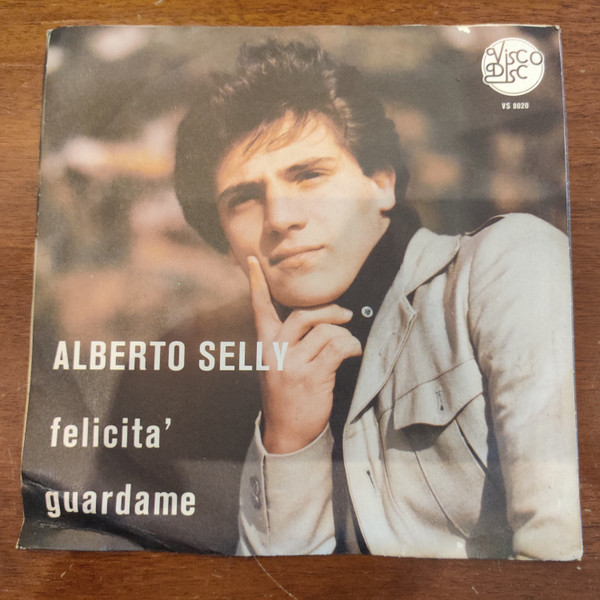 VISCO
DISC
VS 8020
ALBERTO SELLY
felicita'
guardame